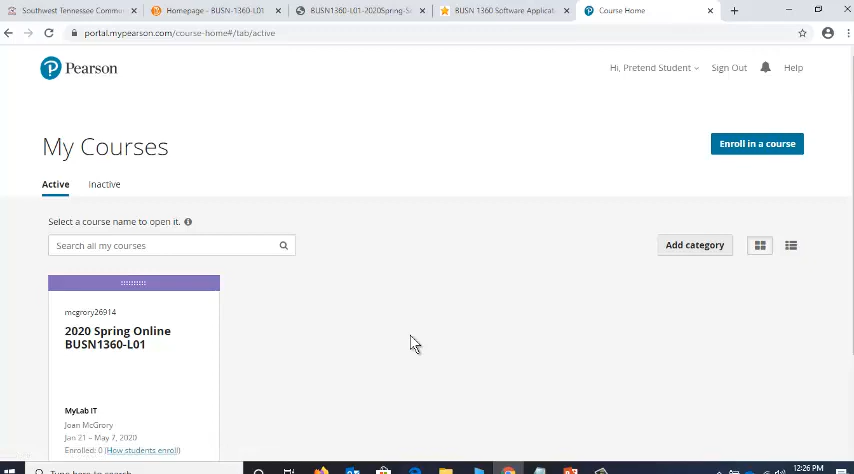 Southwest Tennessee Commu
Homepage - BUSN-1360-L01
BUSN1360-L01-2020Spring-S
BUSN 1360 Software Applicat
Course Home
portal.mypearson.com/course-home#/tab/active
Pearson
Hi, Pretend Student
Sign Out
Help
My Courses
Enroll in a course
Active
Inactive
Select a course name to open it.
Search all my courses
Add category
mcgrory26914
2020 Spring Online
BUSN1360-L01
MyLab IT
Joan McGrory
Jan 21 – May 7, 2020
Enrolled: 0 (How students enroll)
Type here to search
12:26 PM